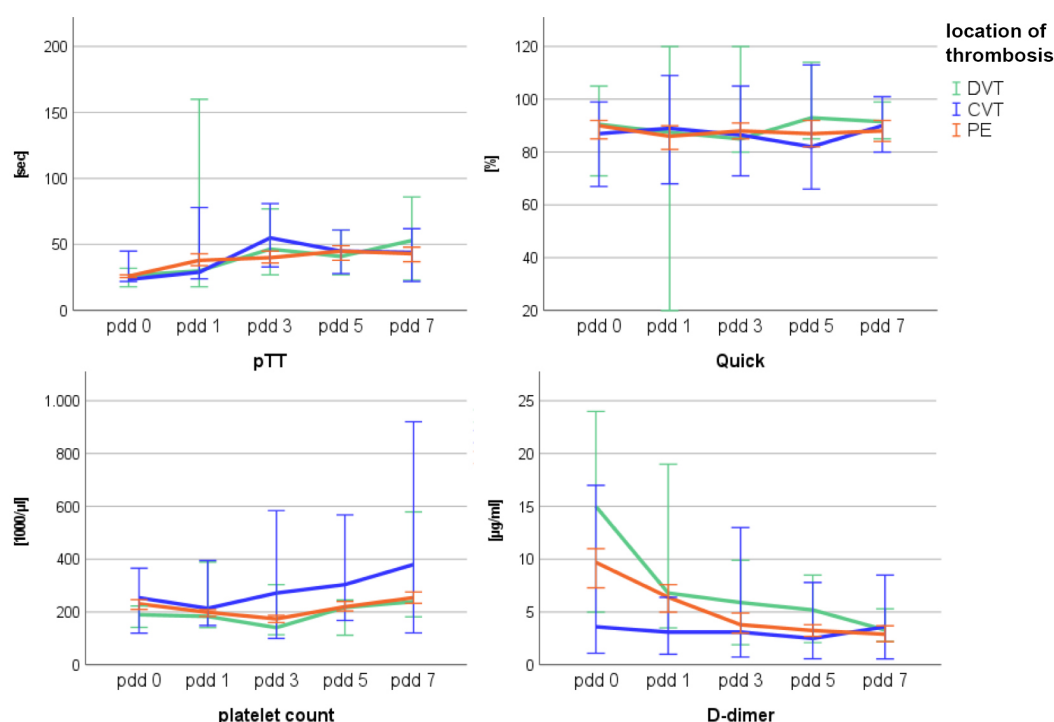 200
150
100
50
0
[sec]
pdd 0 pdd 1 pdd 3 pdd 5 pdd 7
pTT
120
100
80
60
40
20
[%]
pdd 0 pdd 1 pdd 3 pdd 5 pdd 7
Quick
location of
thrombosis
DVT
CVT
PE
1.000
800
600
400
200
0
[1000/µl]
pdd 0 pdd 1 pdd 3 pdd 5 pdd 7
platelet count
25
20
15
10
5
0
[µg/ml]
pdd 0 pdd 1 pdd 3 pdd 5 pdd 7
D-dimer